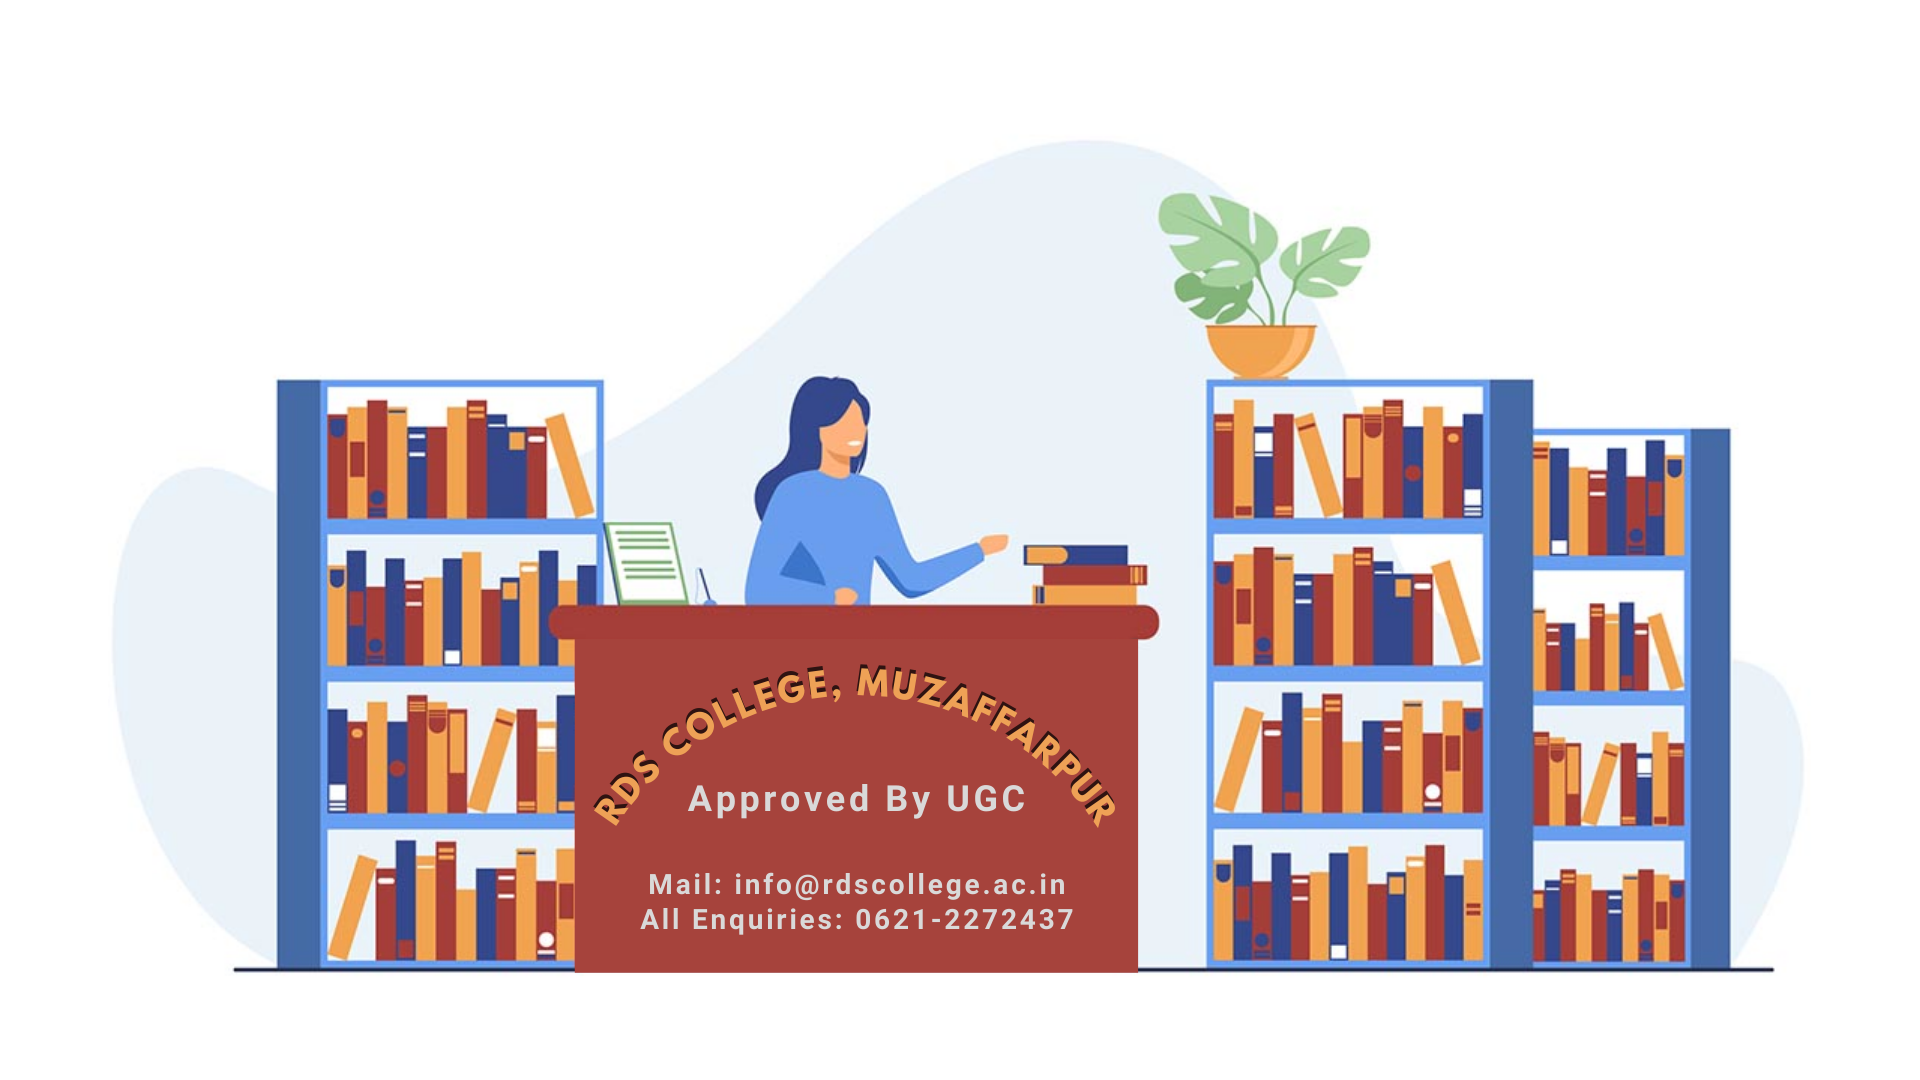 RDS COLLEGE, MUZAFFARPUR
Approved By UGC
Mail: info@rdscollege.ac.in
All Enquiries: 0621-2272437